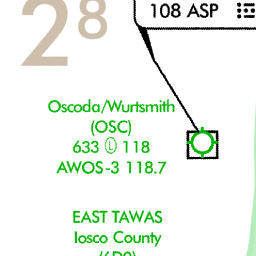 2⁸
108 ASP
Oscoda/Wurtsmith
(OSC)
633 Ⓛ 118
AWOS-3 118.7
EAST TAWAS
Iosco County